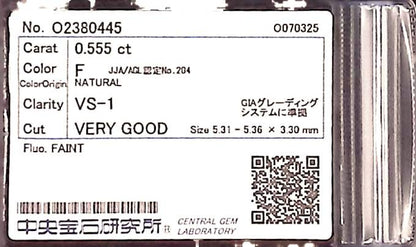 No. O2380445 O070325
Carat 0.555 ct
Color F JJA/AGL認定No.204
ColorOrigin NATURAL
Clarity VS-1 GIAグレーディング
システムに準拠
Cut VERY GOOD Size 5.31 - 5.36 × 3.30 mm
Fluo. FAINT
中央宝石研究所® CENTRAL GEM
LABORATORY